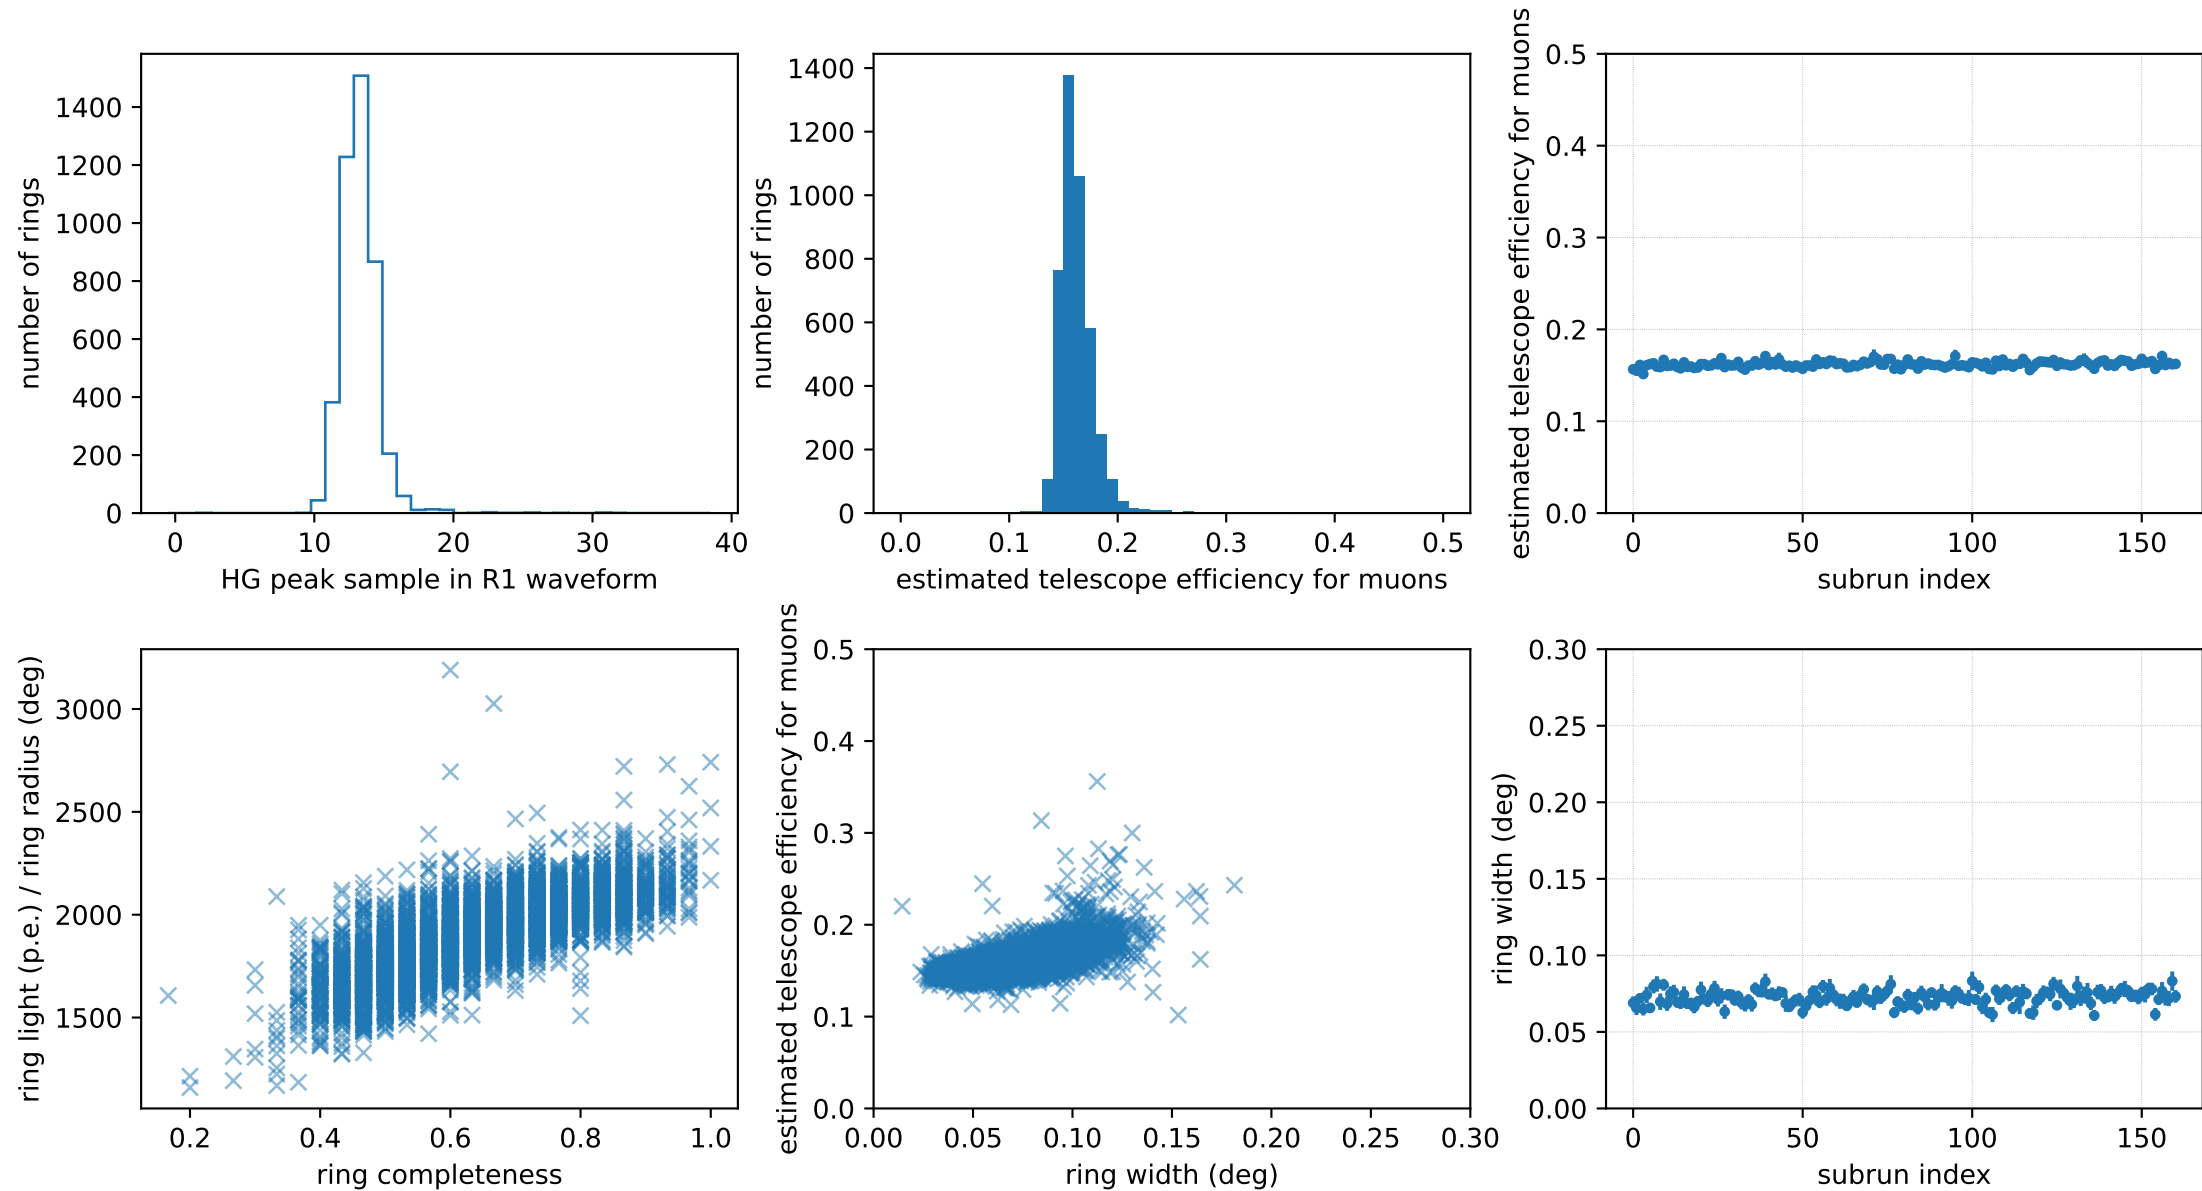 number of rings
1400
1200
1000
800
600
400
200
0
0 10 20 30 40
HG peak sample in R1 waveform
number of rings
1400
1200
1000
800
600
400
200
0
0.0 0.1 0.2 0.3 0.4 0.5
estimated telescope efficiency for muons
estimated telescope efficiency for muons
0.5
0.4
0.3
0.2
0.1
0.0
0 50 100 150
subrun index
ring light (p.e.) / ring radius (deg)
3000
2500
2000
1500
0.2 0.4 0.6 0.8 1.0
ring completeness
estimated telescope efficiency for muons
0.5
0.4
0.3
0.2
0.1
0.0
0.00 0.05 0.10 0.15 0.20 0.25 0.30
ring width (deg)
ring width (deg)
0.30
0.25
0.20
0.15
0.10
0.05
0.00
0 50 100 150
subrun index